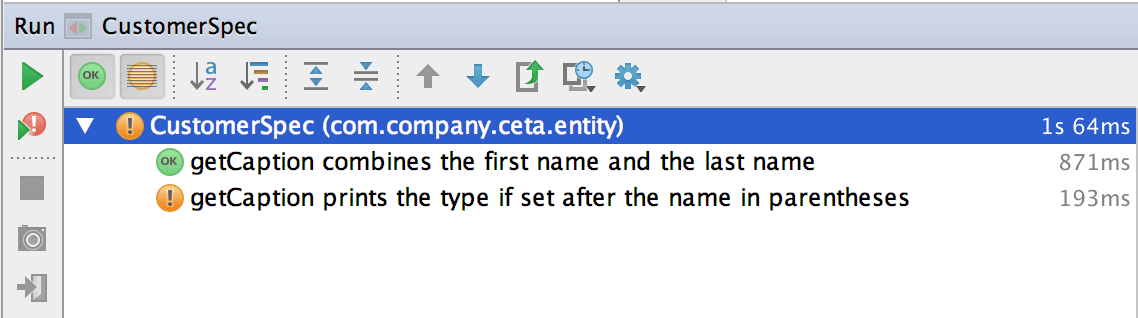 Run CustomerSpec
OK
a
z
CustomerSpec (com.company.ceta.entity) 1s 64ms
OK getCaption combines the first name and the last name 871ms
getCaption prints the type if set after the name in parentheses 193ms